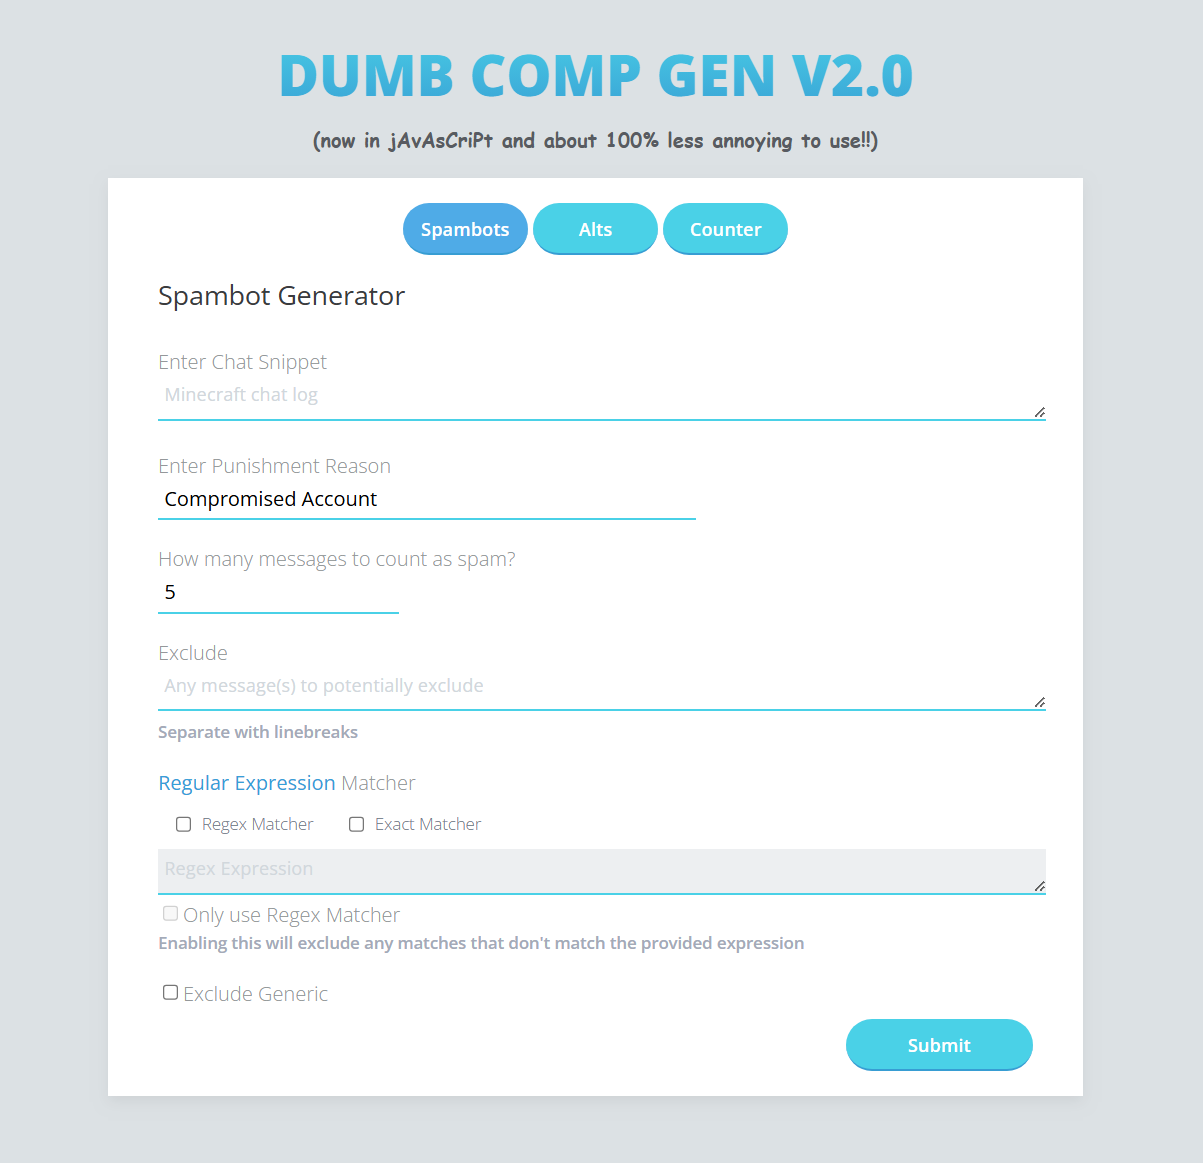 DUMB COMP GEN V2.0
(now in jAvAsCriPt and about 100% less annoying to use!!)
Spambots Alts Counter
Spambot Generator
Enter Chat Snippet
Minecraft chat log
Enter Punishment Reason
Compromised Account
How many messages to count as spam?
5
Exclude
Any message(s) to potentially exclude
Separate with linebreaks
Regular Expression Matcher
Regex Matcher Exact Matcher
Regex Expression
Only use Regex Matcher
Enabling this will exclude any matches that don't match the provided expression
Exclude Generic
Submit